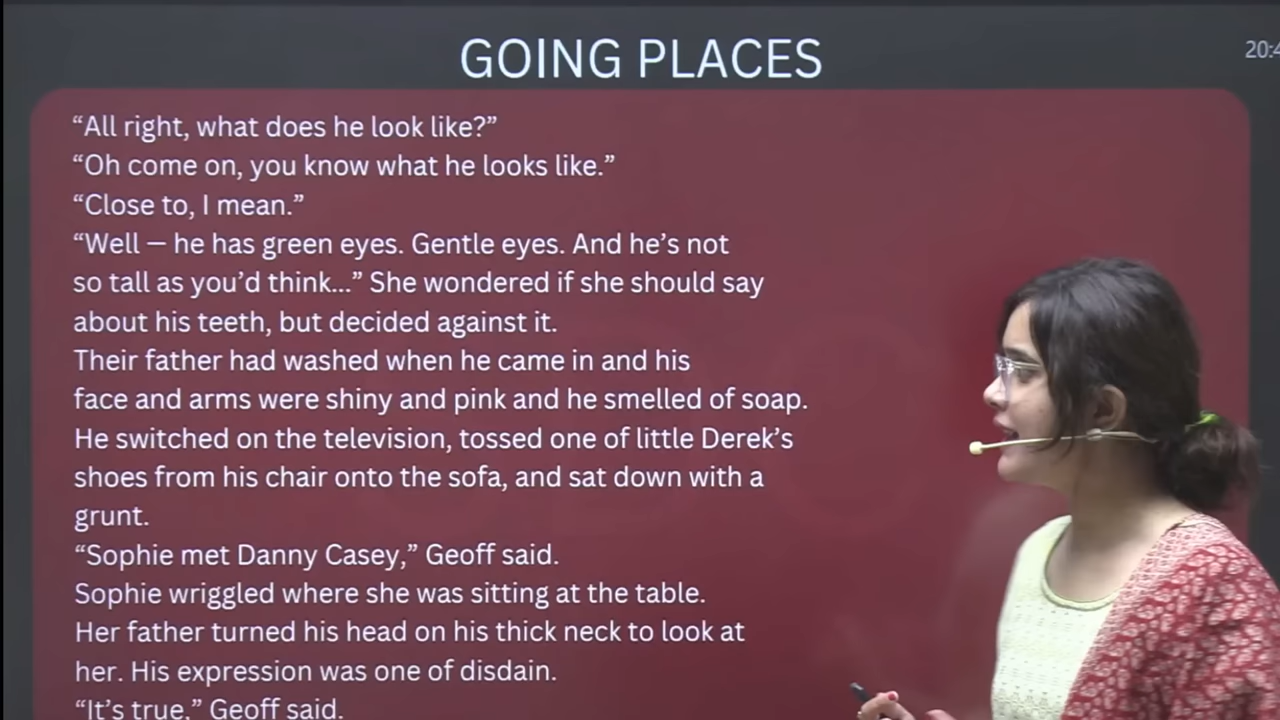 GOING PLACES
20:4
“All right, what does he look like?”
“Oh come on, you know what he looks like.”
“Close to, I mean.”
“Well — he has green eyes. Gentle eyes. And he’s not
so tall as you’d think...” She wondered if she should say
about his teeth, but decided against it.
Their father had washed when he came in and his
face and arms were shiny and pink and he smelled of soap.
He switched on the television, tossed one of little Derek’s
shoes from his chair onto the sofa, and sat down with a
grunt.
“Sophie met Danny Casey,” Geoff said.
Sophie wriggled where she was sitting at the table.
Her father turned his head on his thick neck to look at
her. His expression was one of disdain.
“It’s true,” Geoff said.